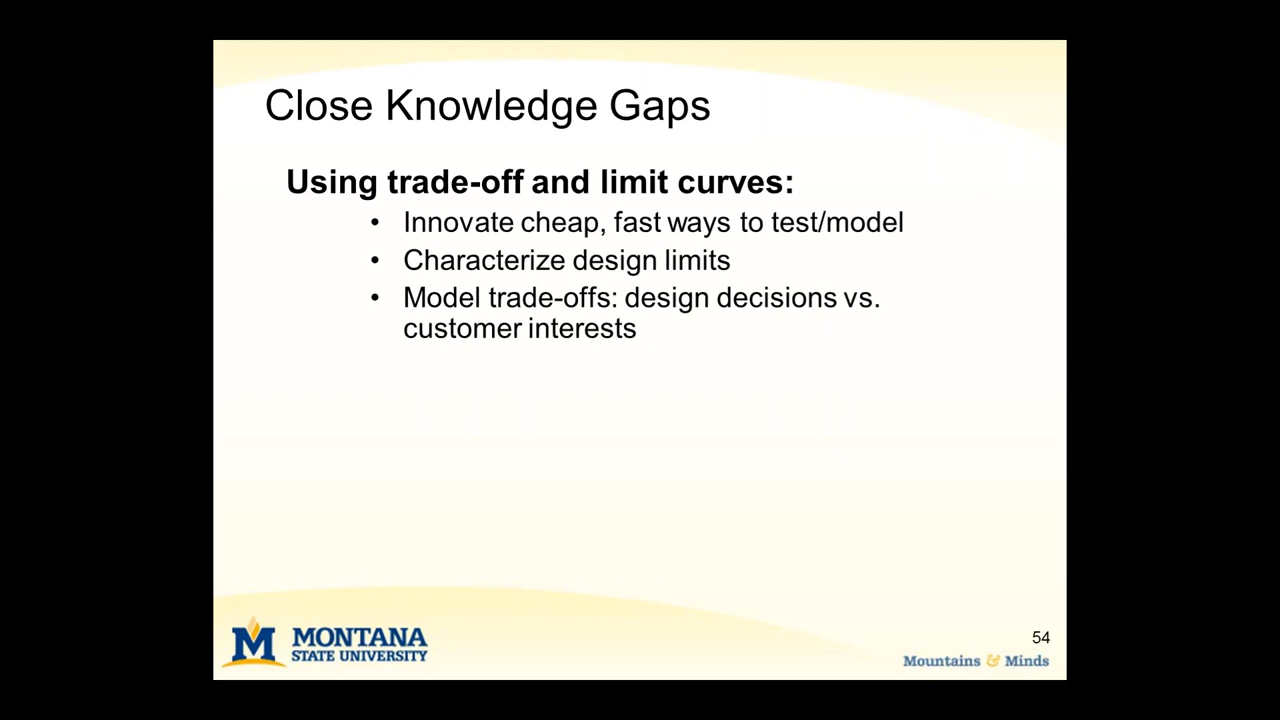 Close Knowledge Gaps
Using trade-off and limit curves:
• Innovate cheap, fast ways to test/model
• Characterize design limits
• Model trade-offs: design decisions vs.
customer interests
M MONTANA
STATE UNIVERSITY
54
Mountains & Minds